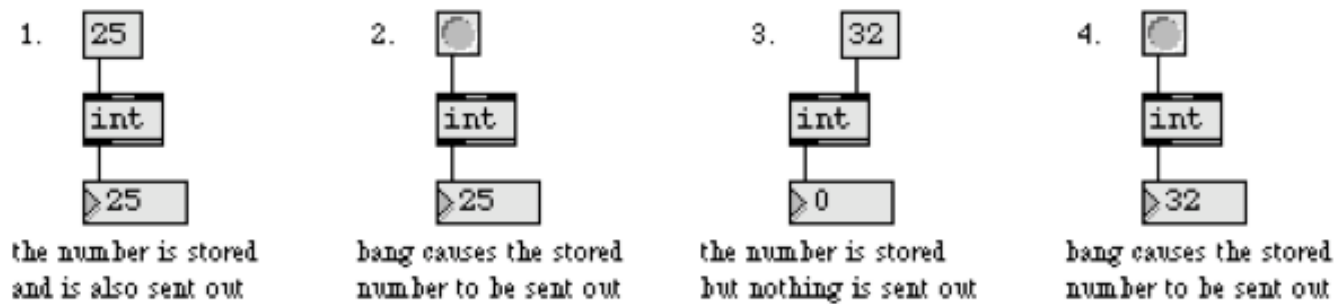 1.
25
int
25
the number is stored
and is also sent out
2.
int
25
bang causes the stored
number to be sent out
3.
32
int
0
the number is stored
but nothing is sent out
4.
int
32
bang causes the stored
number to be sent out